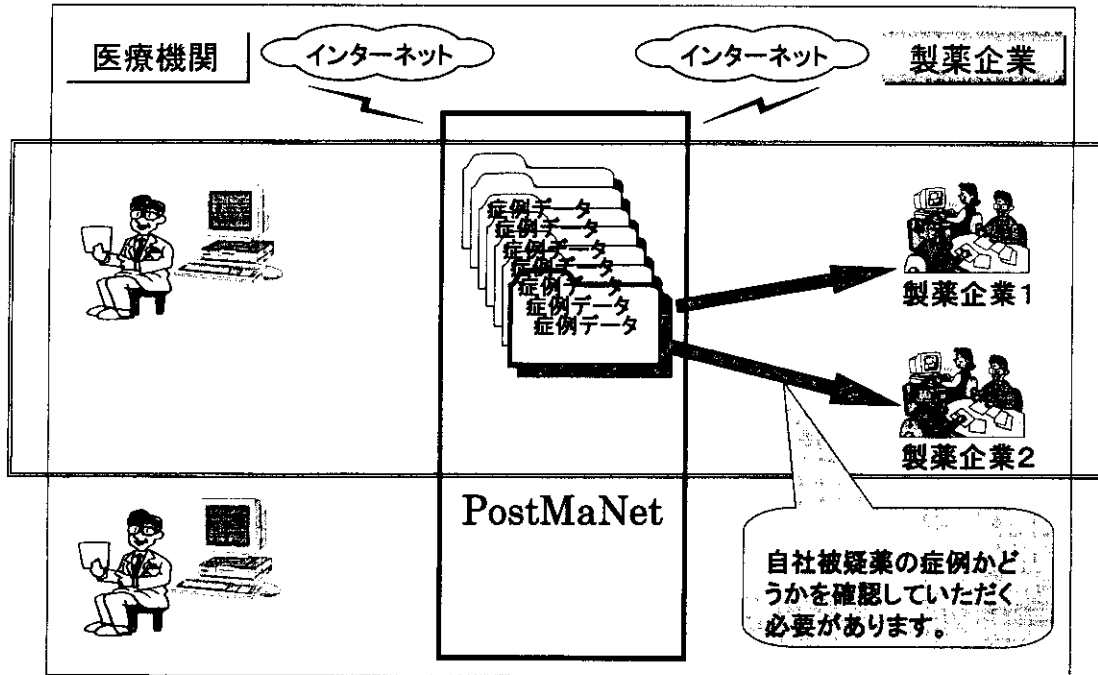 医療機関
インターネット
インターネット
製薬企業
症例データ
症例データ
症例データ
症例データ
症例データ
症例データ
症例データ
製薬企業1
製薬企業2
PostMaNet
自社被疑薬の症例かど
うかを確認していただく
必要があります。